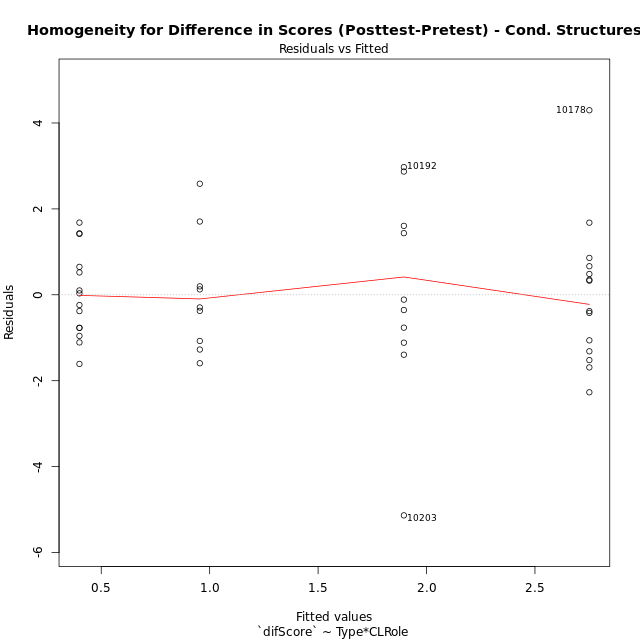 Homogeneity for Difference in Scores (Posttest-Pretest) - Cond. Structures
Residuals vs Fitted
10178
10192
10203
4
2
0
-2
-4
-6
Residuals
0.5 1.0 1.5 2.0 2.5
Fitted values
`difScore` ~ Type*CLRole